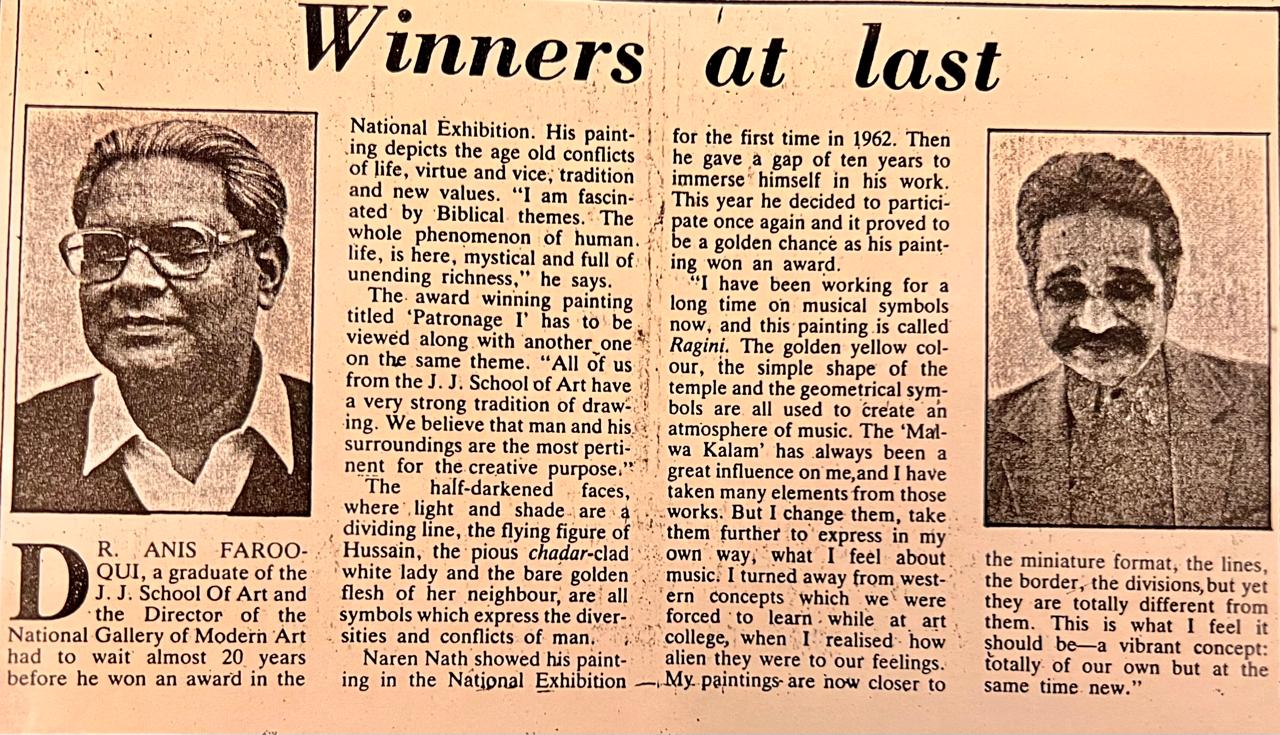 Winners at last
DR. ANIS FAROO-
QUI, a graduate of the
J. J. School Of Art and
the Director of the
National Gallery of Modern Art
had to wait almost 20 years
before he won an award in the
National Exhibition. His paint-
ing depicts the age old conflicts
of life, virtue and vice, tradition
and new values. "I am fascin-
ated by Biblical themes. The
whole phenomenon of human
life, is here, mystical and full of
unending richness," he says.
The award winning painting
titled 'Patronage I' has to be
viewed along with another one
on the same theme. "All of us
from the J. J. School of Art have
a very strong tradition of draw-
ing. We believe that man and his
surroundings are the most perti-
nent for the creative purpose."
The half-darkened faces,
where light and shade are a
dividing line, the flying figure of
Hussain, the pious chadar-clad
white lady and the bare golden
flesh of her neighbour, are all
symbols which express the diver-
sities and conflicts of man.
Naren Nath showed his paint-
ing in the National Exhibition
for the first time in 1962. Then
he gave a gap of ten years to
immerse himself in his work.
This year he decided to partici-
pate once again and it proved to
be a golden chance as his paint-
ing won an award.
"I have been working for a
long time on musical symbols
now, and this painting is called
Ragini. The golden yellow col-
our, the simple shape of the
temple and the geometrical sym-
bols are all used to create an
atmosphere of music. The 'Mal-
wa Kalam' has always been a
great influence on me,and I have
taken many elements from those
works. But I change them, take
them further to express in my
own way, what I feel about
music. I turned away from west-
ern concepts which we were
forced to learn while at art
college, when I realised how
alien they were to our feelings.
My paintings are now closer to
the miniature format, the lines,
the border, the divisions,but yet
they are totally different from
them. This is what I feel it
should be—a vibrant concept:
totally of our own but at the
same time new."